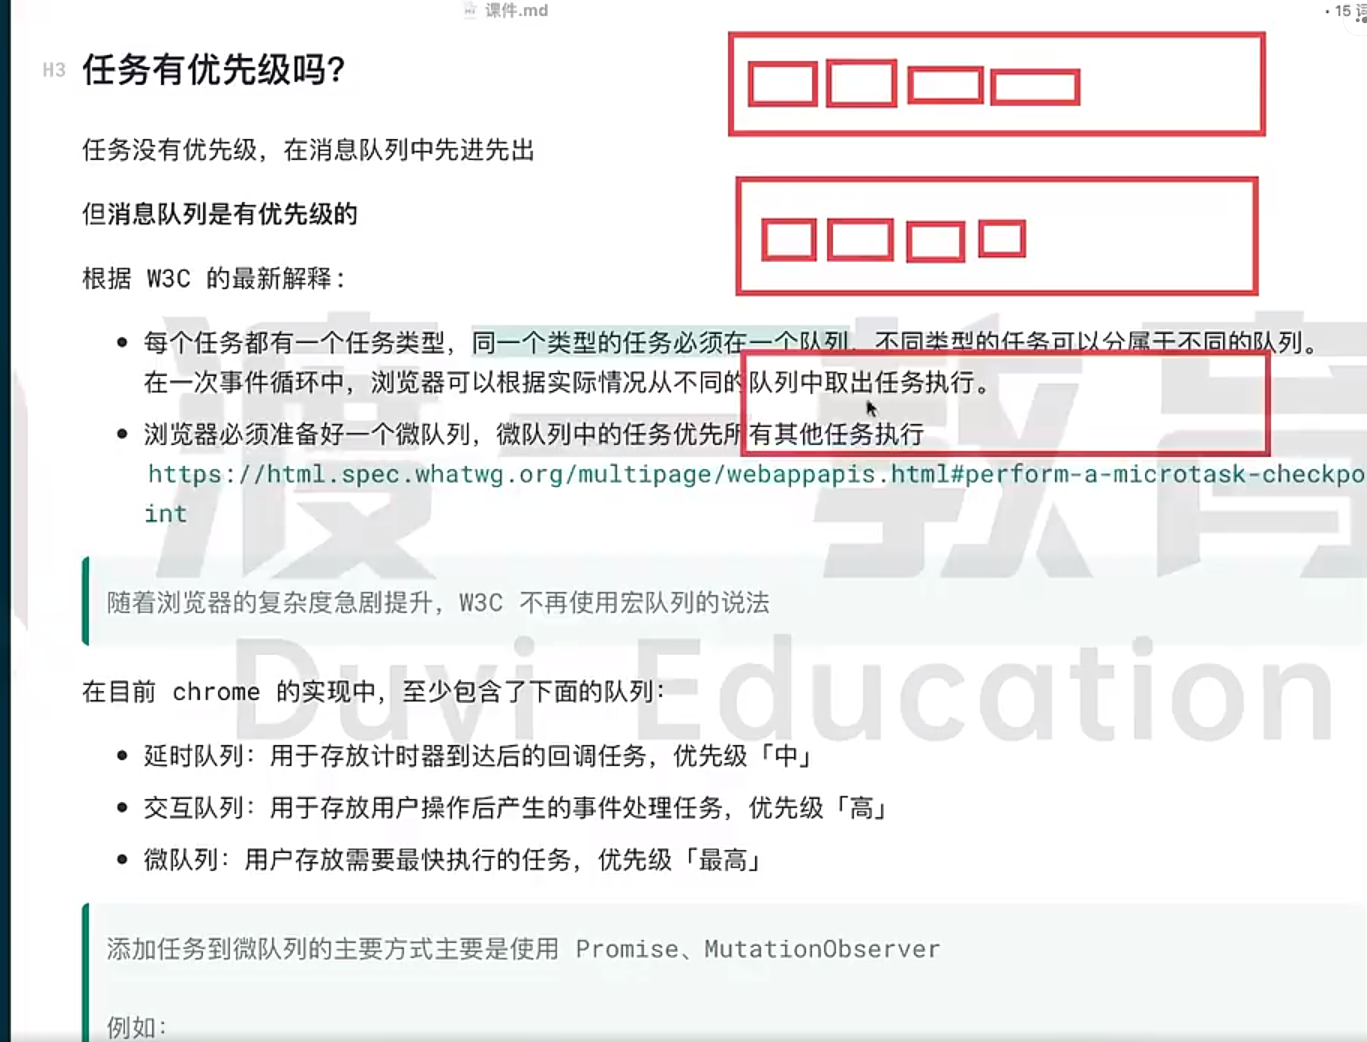 课件.md
· 15 词
H3 任务有优先级吗？
任务没有优先级，在消息队列中先进先出
但消息队列是有优先级的
根据 W3C 的最新解释：
每个任务都有一个任务类型，同一个类型的任务必须在一个队列，不同类型的任务可以分属于不同的队列。
在一次事件循环中，浏览器可以根据实际情况从不同的队列中取出任务执行。
浏览器必须准备好一个微队列，微队列中的任务优先所有其他任务执行
https://html.spec.whatwg.org/multipage/webappapis.html#perform-a-microtask-checkpo
int
随着浏览器的复杂度急剧提升，W3C 不再使用宏队列的说法
在目前 chrome 的实现中，至少包含了下面的队列：
延时队列：用于存放计时器到达后的回调任务，优先级「中」
交互队列：用于存放用户操作后产生的事件处理任务，优先级「高」
微队列：用户存放需要最快执行的任务，优先级「最高」
添加任务到微队列的主要方式主要是使用 Promise、MutationObserver
例如：
渡一教育
Duyi Education